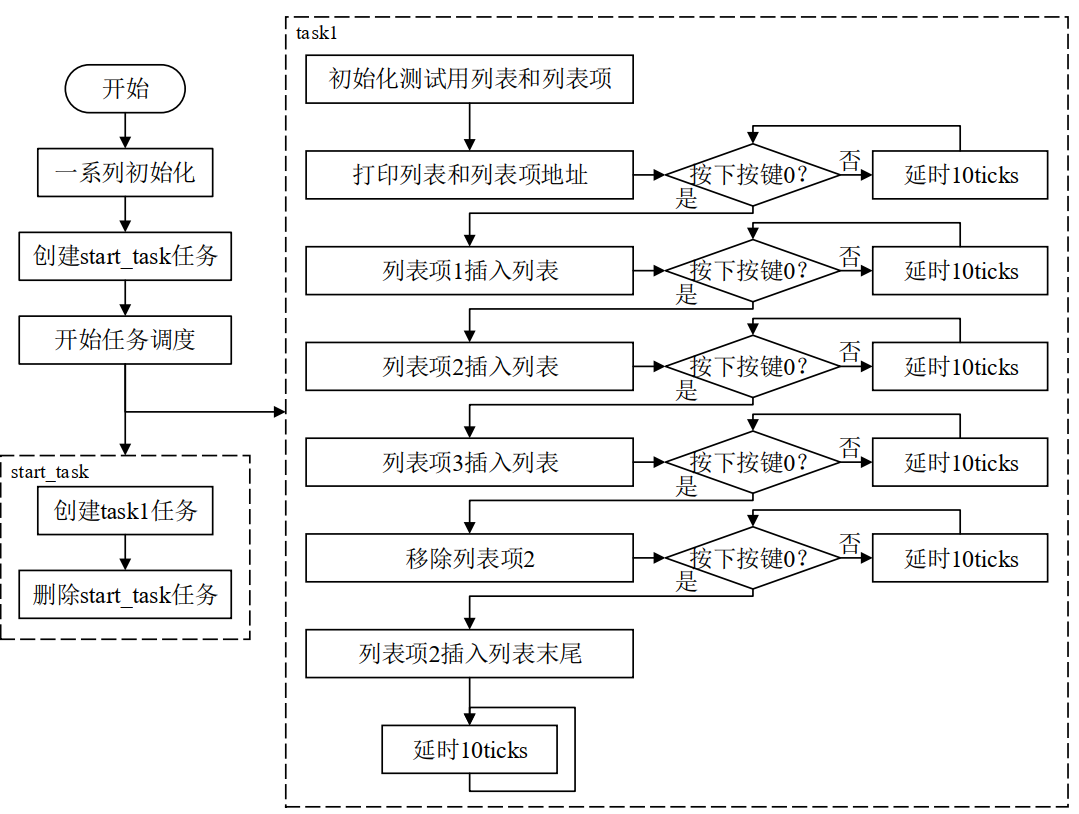 开始
一系列初始化
创建start_task任务
开始任务调度
start_task
创建task1任务
删除start_task任务
task1
初始化测试用列表和列表项
打印列表和列表项地址
按下按键0?
否
延时10ticks
是
列表项1插入列表
按下按键0?
否
延时10ticks
是
列表项2插入列表
按下按键0?
否
延时10ticks
是
列表项3插入列表
按下按键0?
否
延时10ticks
是
移除列表项2
按下按键0?
否
延时10ticks
是
列表项2插入列表末尾
延时10ticks